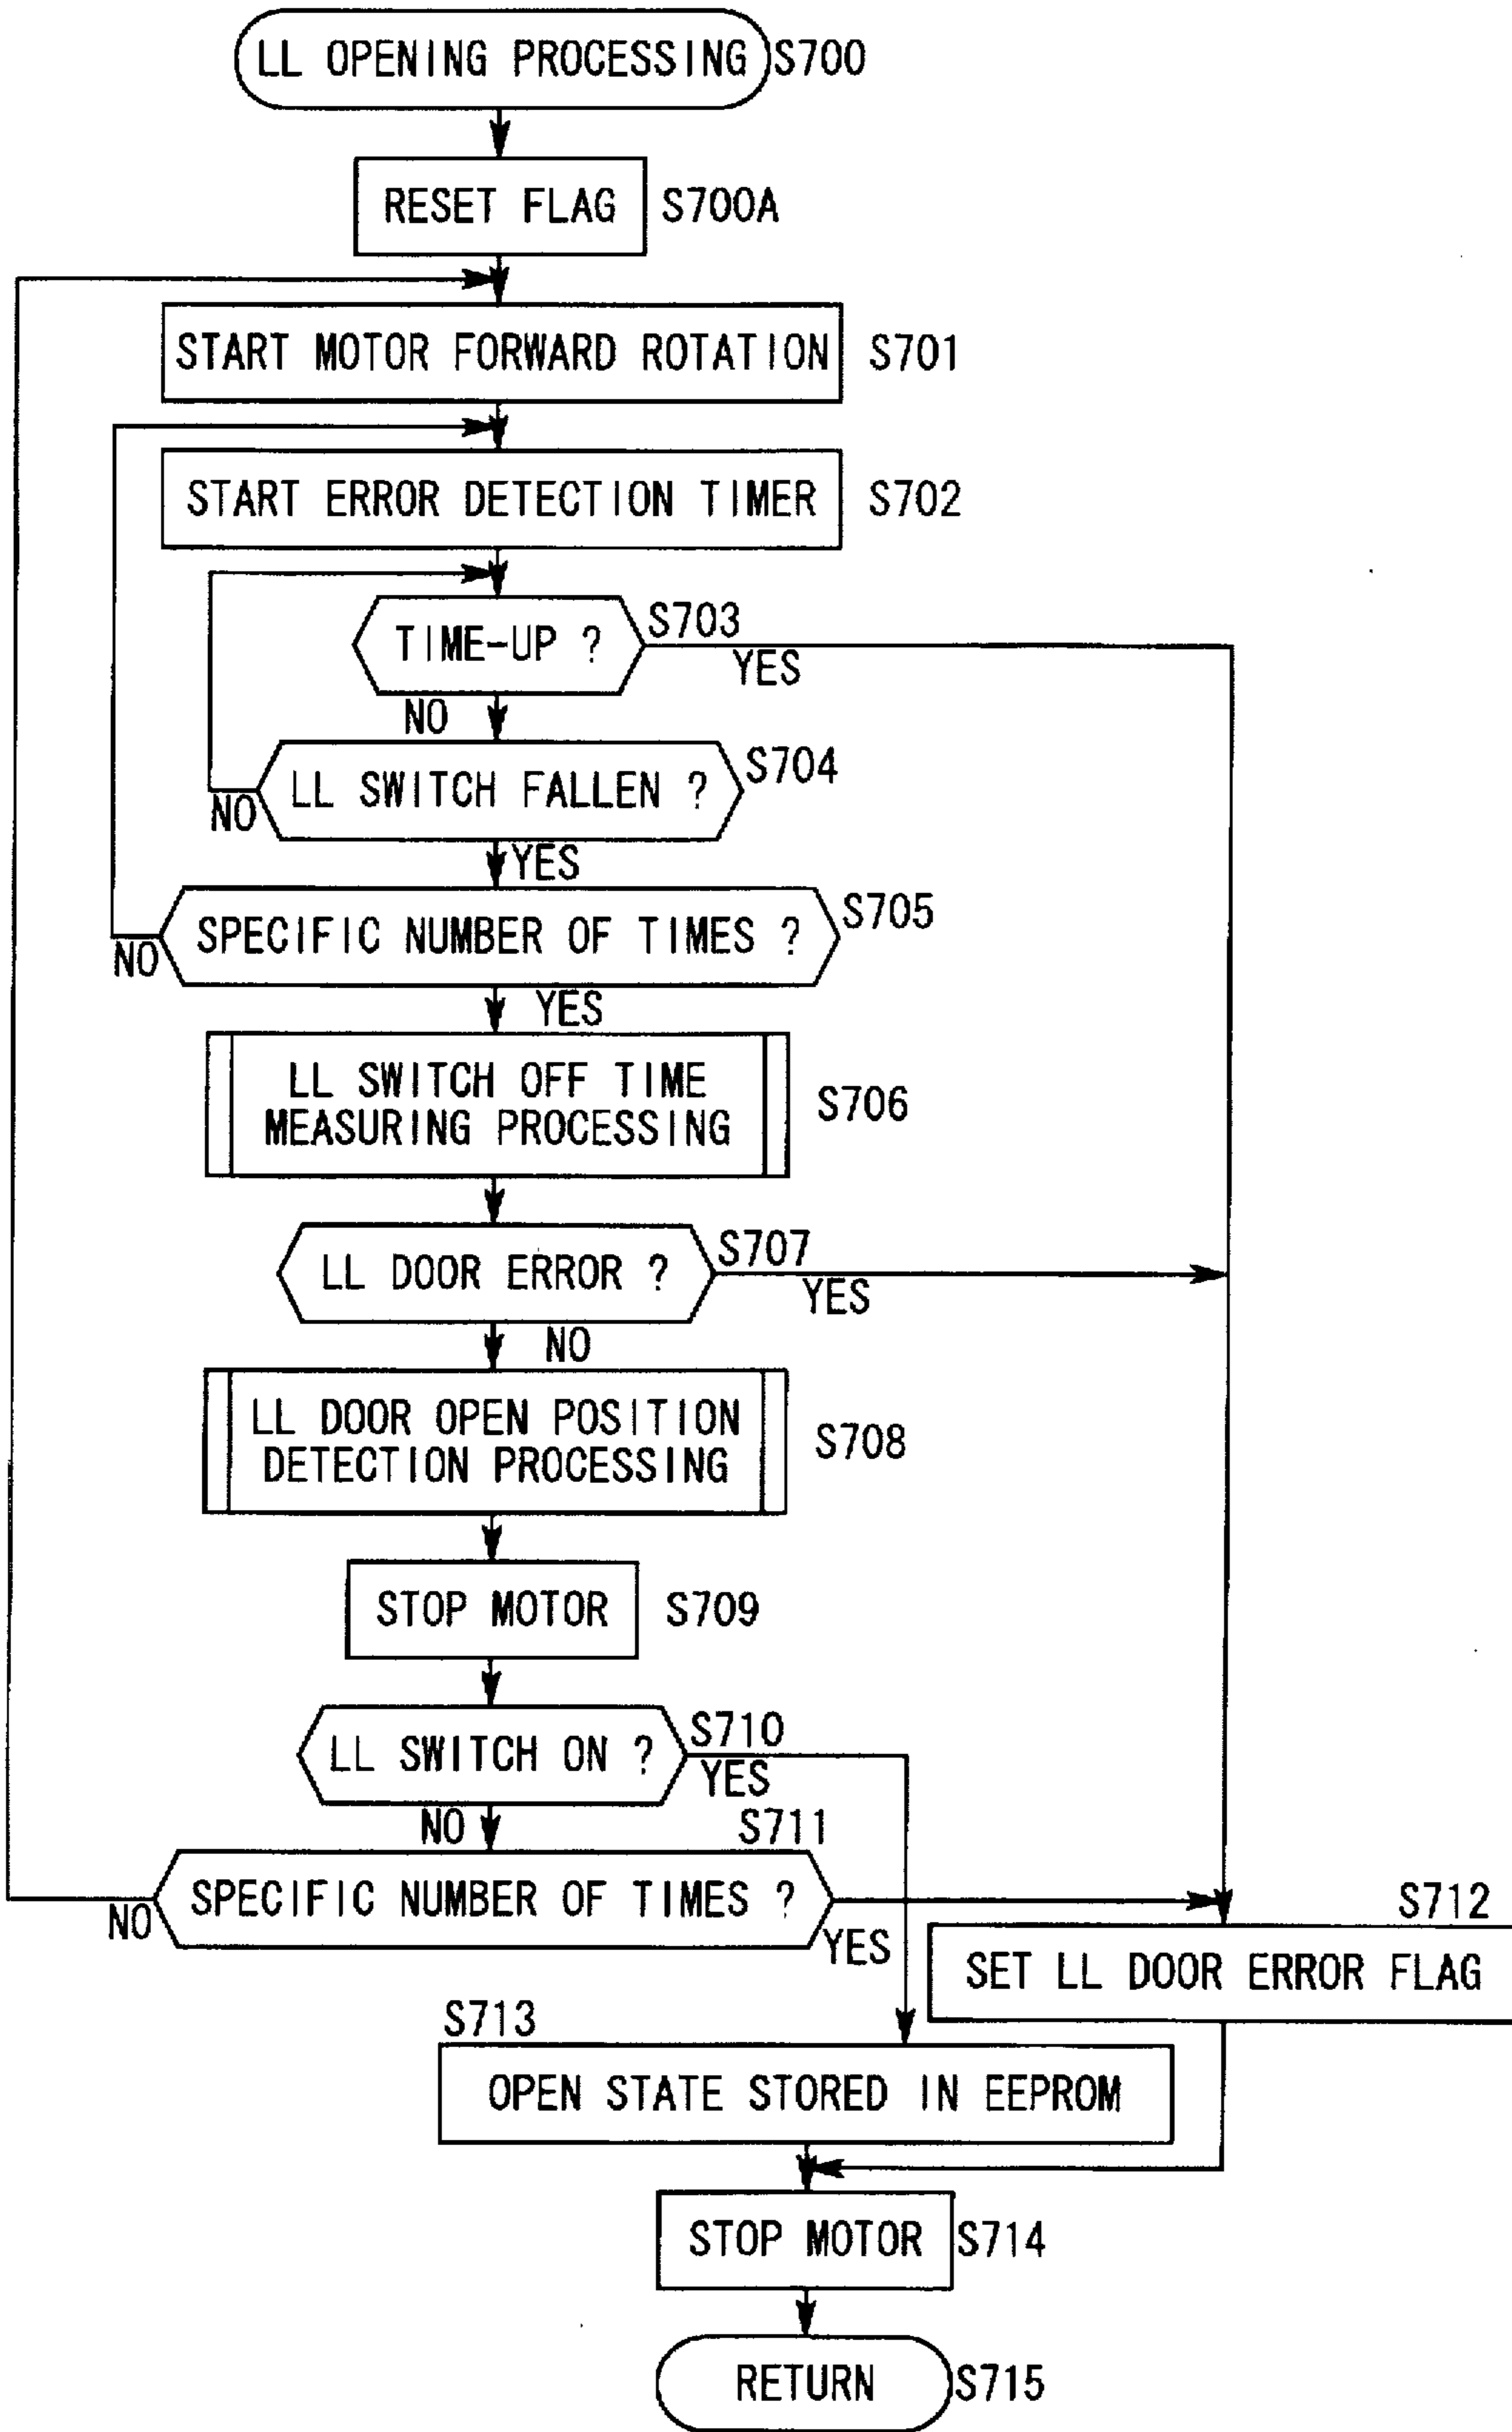 LL OPENING PROCESSING S700
RESET FLAG S700A
START MOTOR FORWARD ROTATION S701
START ERROR DETECTION TIMER S702
TIME-UP ? S703
YES
NO
LL SWITCH FALLEN ? S704
NO
YES
SPECIFIC NUMBER OF TIMES ? S705
NO
YES
LL SWITCH OFF TIME
MEASURING PROCESSING
S706
LL DOOR ERROR ? S707
YES
NO
LL DOOR OPEN POSITION
DETECTION PROCESSING
S708
STOP MOTOR S709
LL SWITCH ON ? S710
YES
NO
S711
SPECIFIC NUMBER OF TIMES ?
NO
YES
S712
SET LL DOOR ERROR FLAG
S713
OPEN STATE STORED IN EEPROM
STOP MOTOR S714
RETURN S715